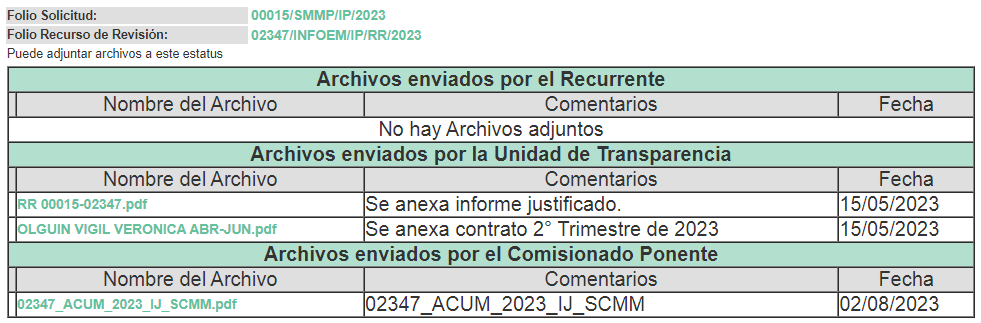 Folio Solicitud: 00015/SMMP/IP/2023
Folio Recurso de Revisión: 02347/INFOEM/IP/RR/2023
Puede adjuntar archivos a este estatus
Archivos enviados por el Recurrente
Nombre del Archivo Comentarios Fecha
No hay Archivos adjuntos
Archivos enviados por la Unidad de Transparencia
Nombre del Archivo Comentarios Fecha
RR 00015-02347.pdf Se anexa informe justificado. 15/05/2023
OLGUIN VIGIL VERONICA ABR-JUN.pdf Se anexa contrato 2° Trimestre de 2023 15/05/2023
Archivos enviados por el Comisionado Ponente
Nombre del Archivo Comentarios Fecha
02347_ACUM_2023_IJ_SCMM.pdf 02347_ACUM_2023_IJ_SCMM 02/08/2023